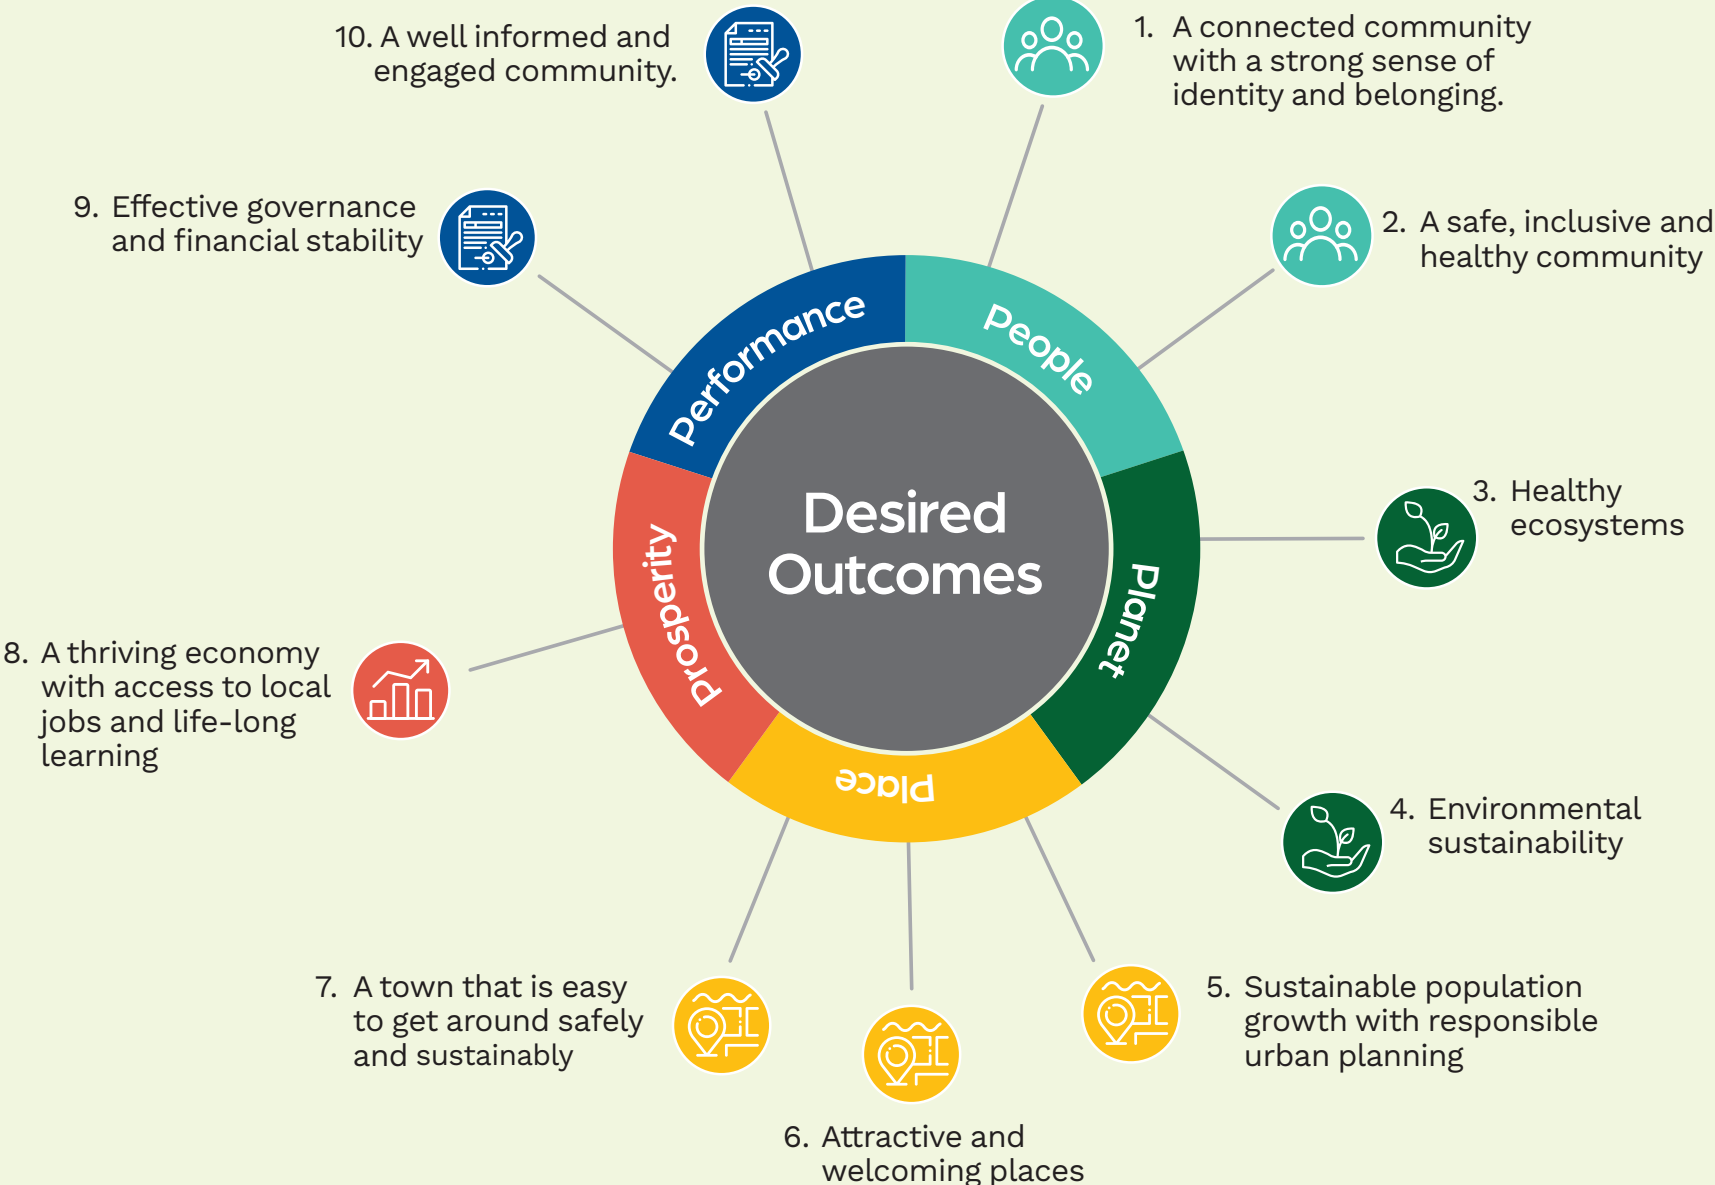 1. A connected community
with a strong sense of
identity and belonging.
2. A safe, inclusive and
healthy community
3. Healthy
ecosystems
4. Environmental
sustainability
5. Sustainable population
growth with responsible
urban planning
6. Attractive and
welcoming places
7. A town that is easy
to get around safely
and sustainably
8. A thriving economy
with access to local
jobs and life-long
learning
9. Effective governance
and financial stability
10. A well informed and
engaged community.
People
Planet
Place
Prosperity
Performance
Desired
Outcomes